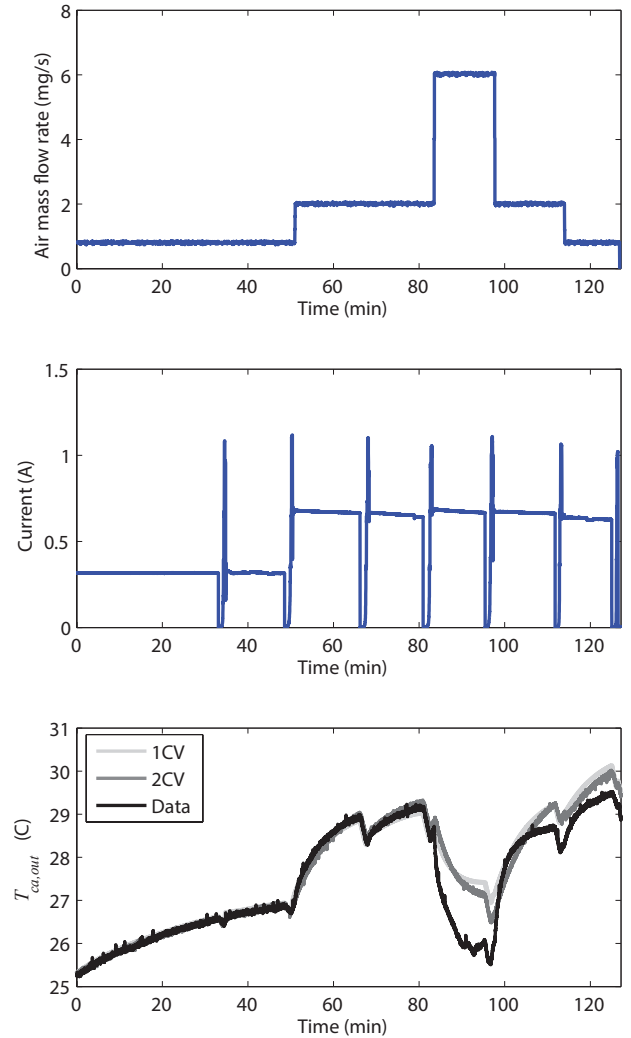 8
6
4
2
0
Air mass flow rate (mg/s)
0 20 40 60 80 100 120
Time (min)
1.5
1
0.5
0
Current (A)
0 20 40 60 80 100 120
Time (min)
31
30
29
28
27
26
25
T_{ca,out} (C)
1CV
2CV
Data
0 20 40 60 80 100 120
Time (min)